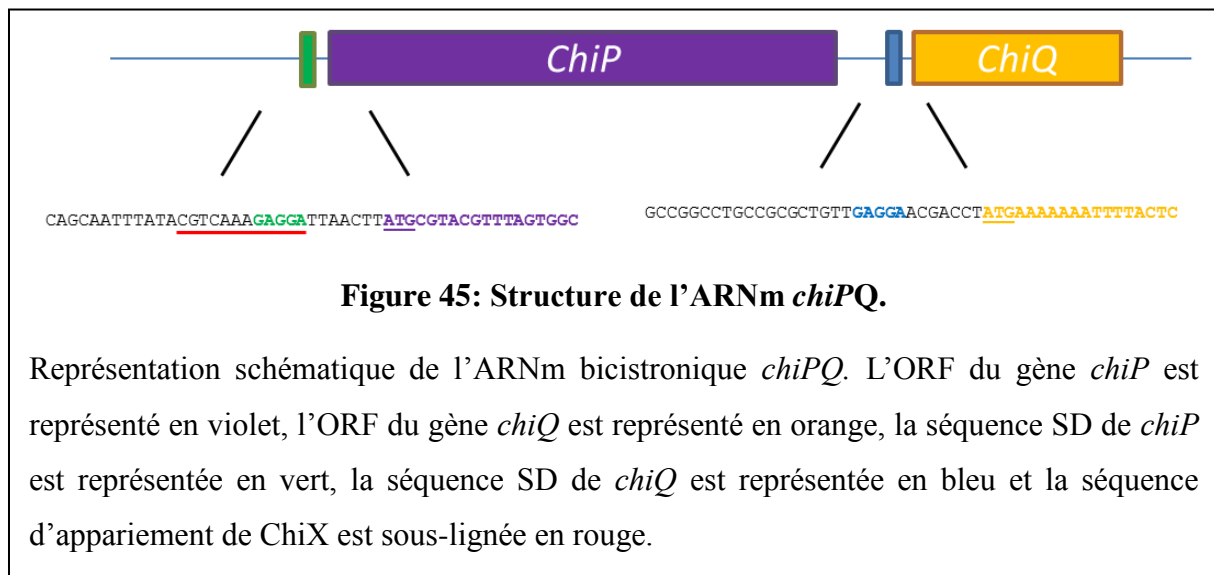 ChiP
ChiQ
CAGCAATTTATACGTCAAAGAGGATTAACTTATGCGTACGTTTAGTGGC
GCCGGCCTGCCGCGCTGTTGAGGAACGACCTATGAAAAAAATTTTACTC
Figure 45: Structure de l’ARNm chiPQ.
Représentation schématique de l’ARNm bicistronique chiPQ. L’ORF du gène chiP est
représenté en violet, l’ORF du gène chiQ est représenté en orange, la séquence SD de chiP
est représentée en vert, la séquence SD de chiQ est représentée en bleu et la séquence
d’appariement de ChiX est sous-lignée en rouge.